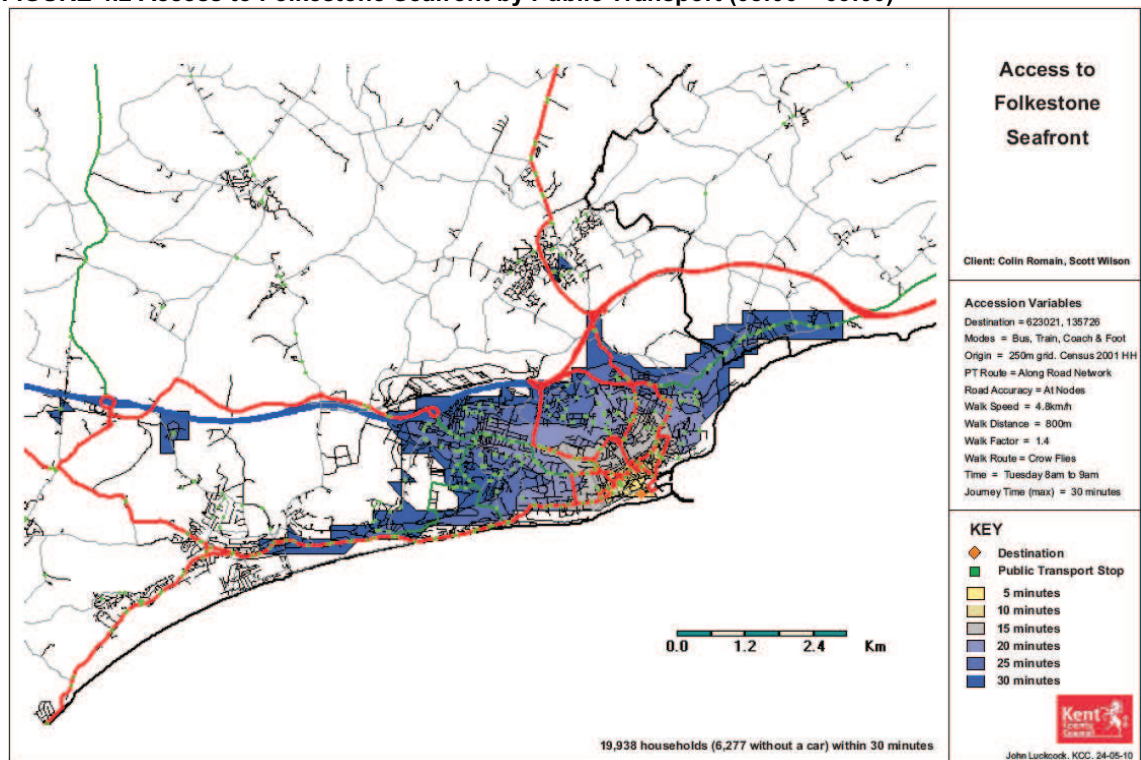 Access to
Folkestone
Seafront
Client: Colin Romain, Scott Wilson
Accession Variables
Destination = 623021, 135726
Modes = Bus, Train, Coach & Foot
Origin = 250m grid. Census 2001 HH
PT Route = Along Road Network
Road Accuracy = At Nodes
Walk Speed = 4.8km/h
Walk Distance = 800m
Walk Factor = 1.4
Walk Route = Crow Flies
Time = Tuesday 8am to 9am
Journey Time (max) = 30 minutes
KEY
Destination
Public Transport Stop
5 minutes
10 minutes
15 minutes
20 minutes
25 minutes
30 minutes
0.0 1.2 2.4 Km
19,938 households (6,277 without a car) within 30 minutes
Kent
County
Council
John Luckcock, KCC, 24-05-10